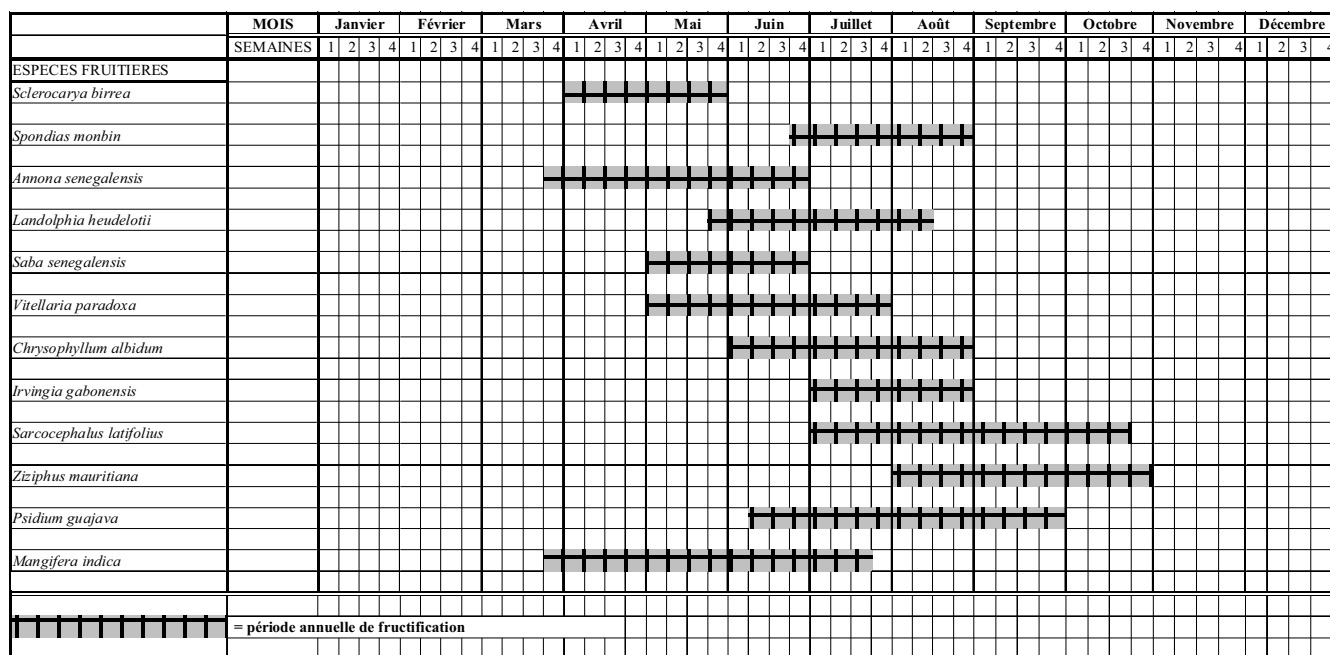 MOIS Janvier Février Mars Avril Mai Juin Juillet Août Septembre Octobre Novembre Décembre
SEMAINES 1 2 3 4 1 2 3 4 1 2 3 4 1 2 3 4 1 2 3 4 1 2 3 4 1 2 3 4 1 2 3 4 1 2 3 4 1 2 3 4 1 2 3 4 1 2 3 4
ESPECES FRUITIERES
Sclerocarya birrea
Spondias monbin
Annona senegalensis
Landolphia heudelotii
Saba senegalensis
Vitellaria paradoxa
Chrysophyllum albidum
Irvingia gabonensis
Sarcocephalus latifolius
Ziziphus mauritiana
Psidium guajava
Mangifera indica
= période annuelle de fructification